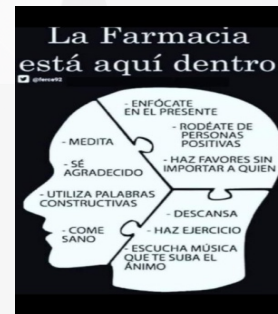 La Farmacia
está aquí dentro
@ferce92
- ENFÓCATE
EN EL PRESENTE
- RODÉATE DE
PERSONAS
POSITIVAS
- MEDITA
- HAZ FAVORES SIN
IMPORTAR A QUIEN
- SÉ
AGRADECIDO
- UTILIZA PALABRAS
CONSTRUCTIVAS
- DESCANSA
- COME
SANO
- HAZ EJERCICIO
- ESCUCHA MÚSICA
QUE TE SUBA EL
ÁNIMO